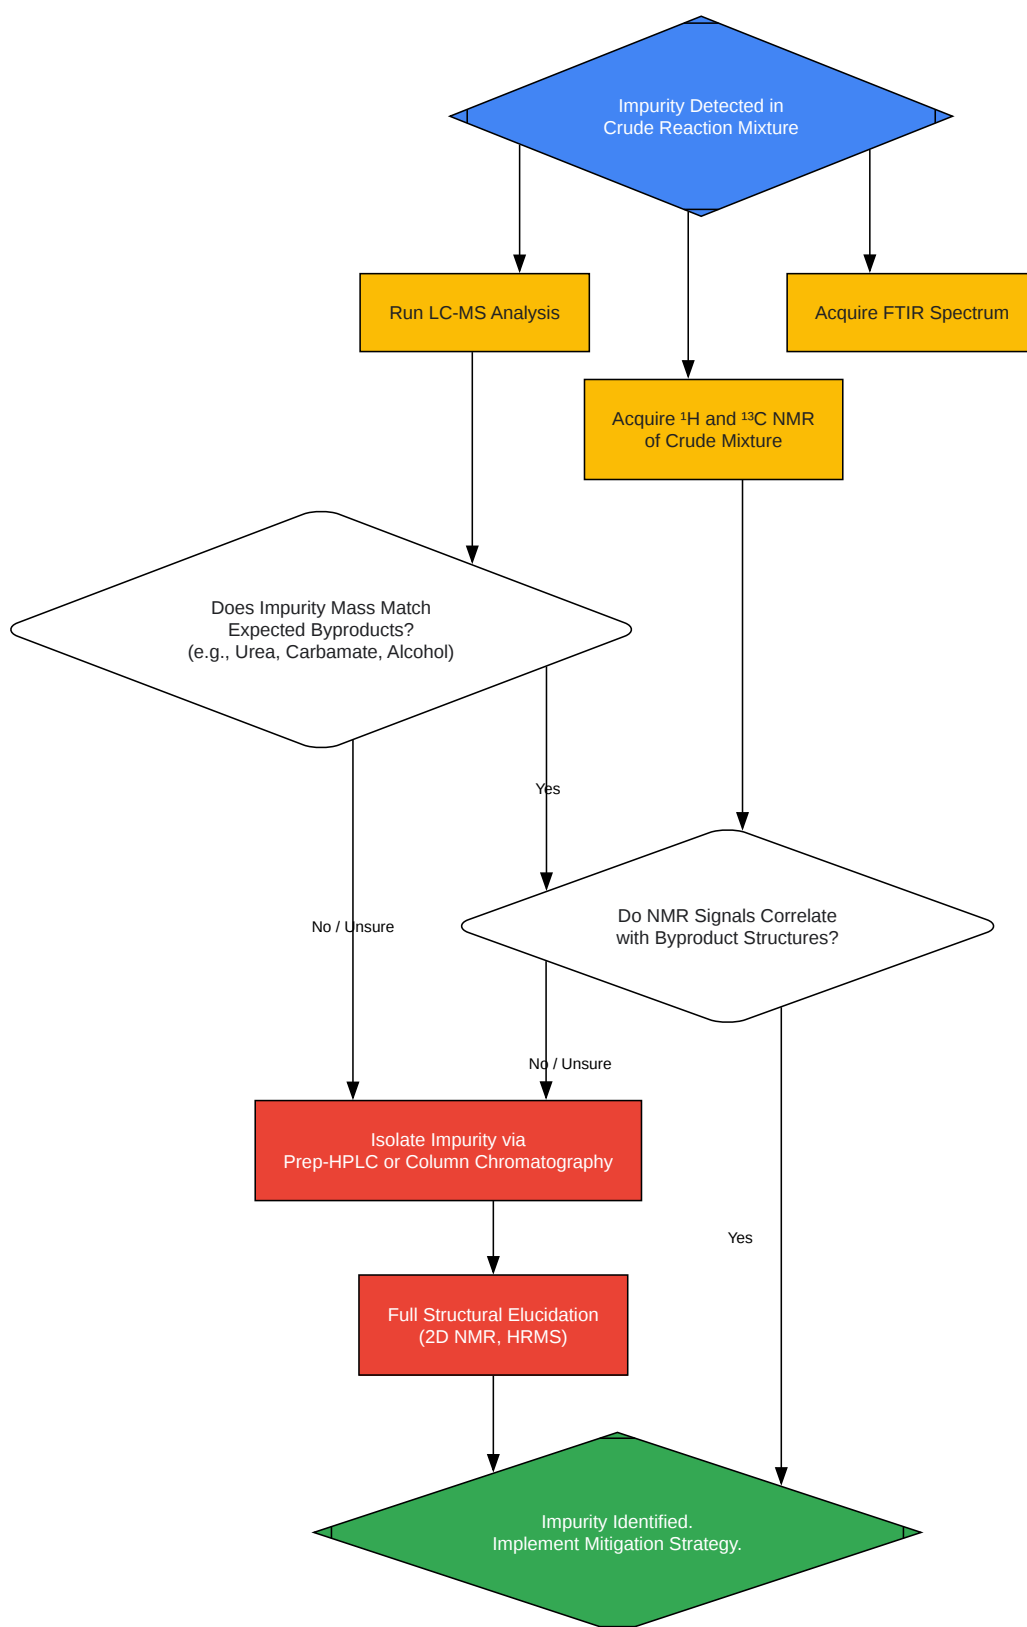 Impurity Detected in
Crude Reaction Mixture
Run LC-MS Analysis
Acquire FTIR Spectrum
Acquire ¹H and ¹³C NMR
of Crude Mixture
Does Impurity Mass Match
Expected Byproducts?
(e.g., Urea, Carbamate, Alcohol)
Yes
Do NMR Signals Correlate
with Byproduct Structures?
No / Unsure
No / Unsure
Isolate Impurity via
Prep-HPLC or Column Chromatography
Yes
Full Structural Elucidation
(2D NMR, HRMS)
Impurity Identified.
Implement Mitigation Strategy.